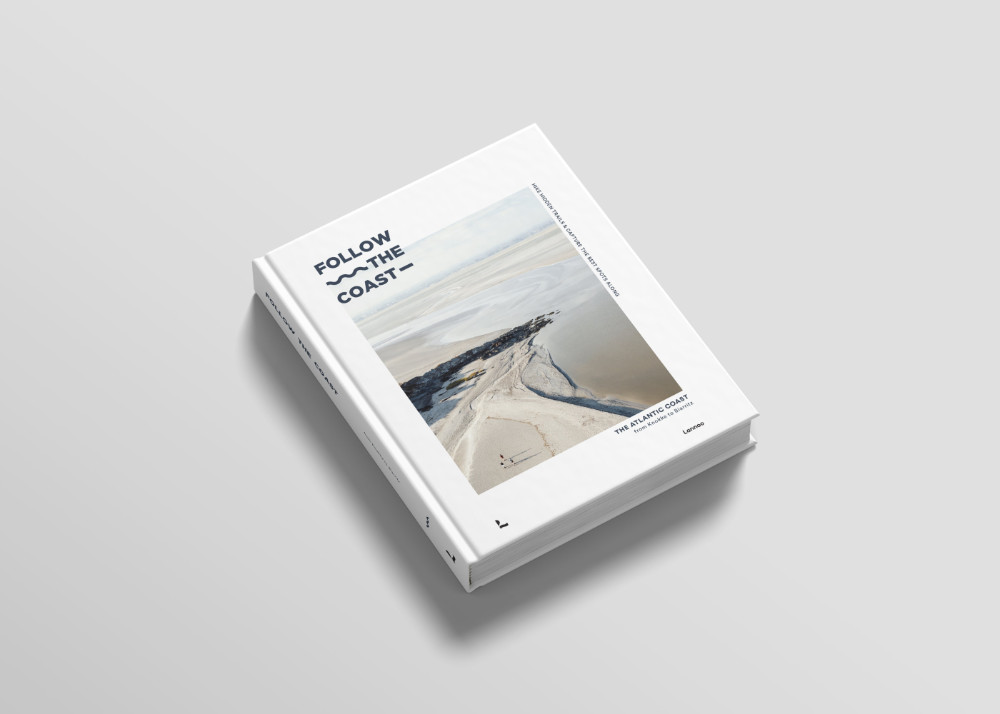 FOLLOW
THE
COAST
HIKE HIDDEN TRAILS & CAPTURE THE BEST SPOTS ALONG
THE ATLANTIC COAST
from Knokke to Biarritz
Lannoo
FOLLOW THE COAST